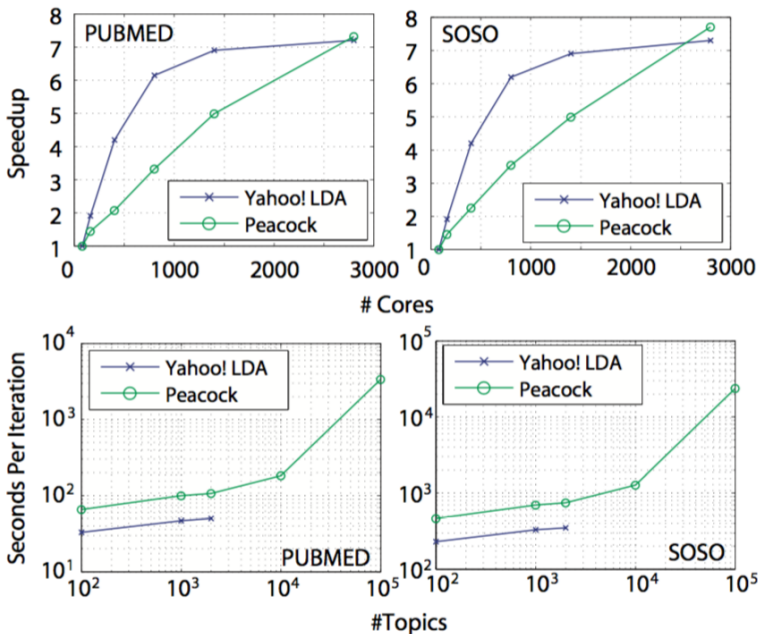 PUBMED
Speedup
8
7
6
5
4
3
2
1
0 1000 2000 3000
Yahoo! LDA
Peacock
SOSO
8
7
6
5
4
3
2
1
0 1000 2000 3000
Yahoo! LDA
Peacock
# Cores
Seconds Per Iteration
10^4
10^3
10^2
10^1
10^2 10^3 10^4 10^5
Yahoo! LDA
Peacock
PUBMED
10^5
10^4
10^3
10^2
10^2 10^3 10^4 10^5
Yahoo! LDA
Peacock
SOSO
#Topics